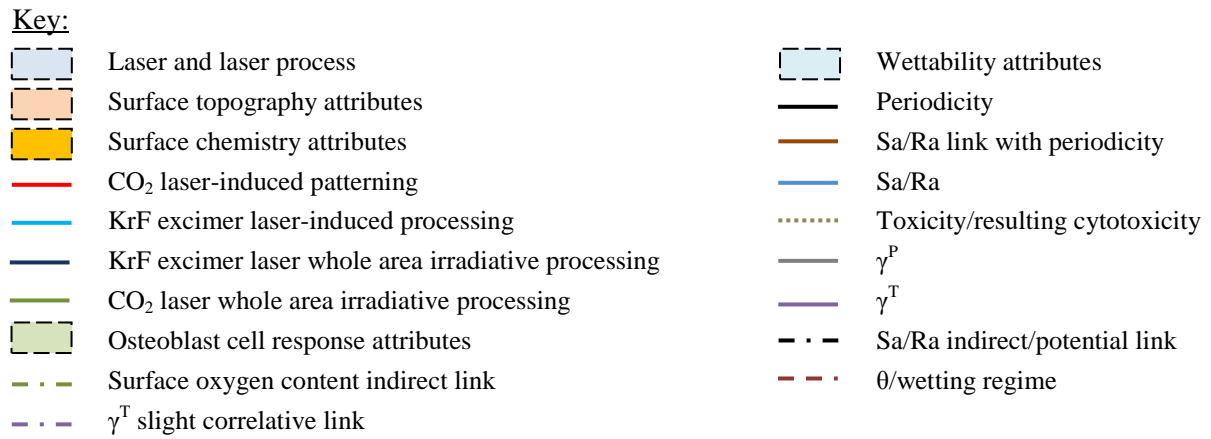 Key:
Laser and laser process
Surface topography attributes
Surface chemistry attributes
CO₂ laser-induced patterning
KrF excimer laser-induced processing
KrF excimer laser whole area irradiative processing
CO₂ laser whole area irradiative processing
Osteoblast cell response attributes
Surface oxygen content indirect link
γᵀ slight correlative link
Wettability attributes
Periodicity
Sa/Ra link with periodicity
Sa/Ra
Toxicity/resulting cytotoxicity
γᴾ
γᵀ
Sa/Ra indirect/potential link
θ/wetting regime